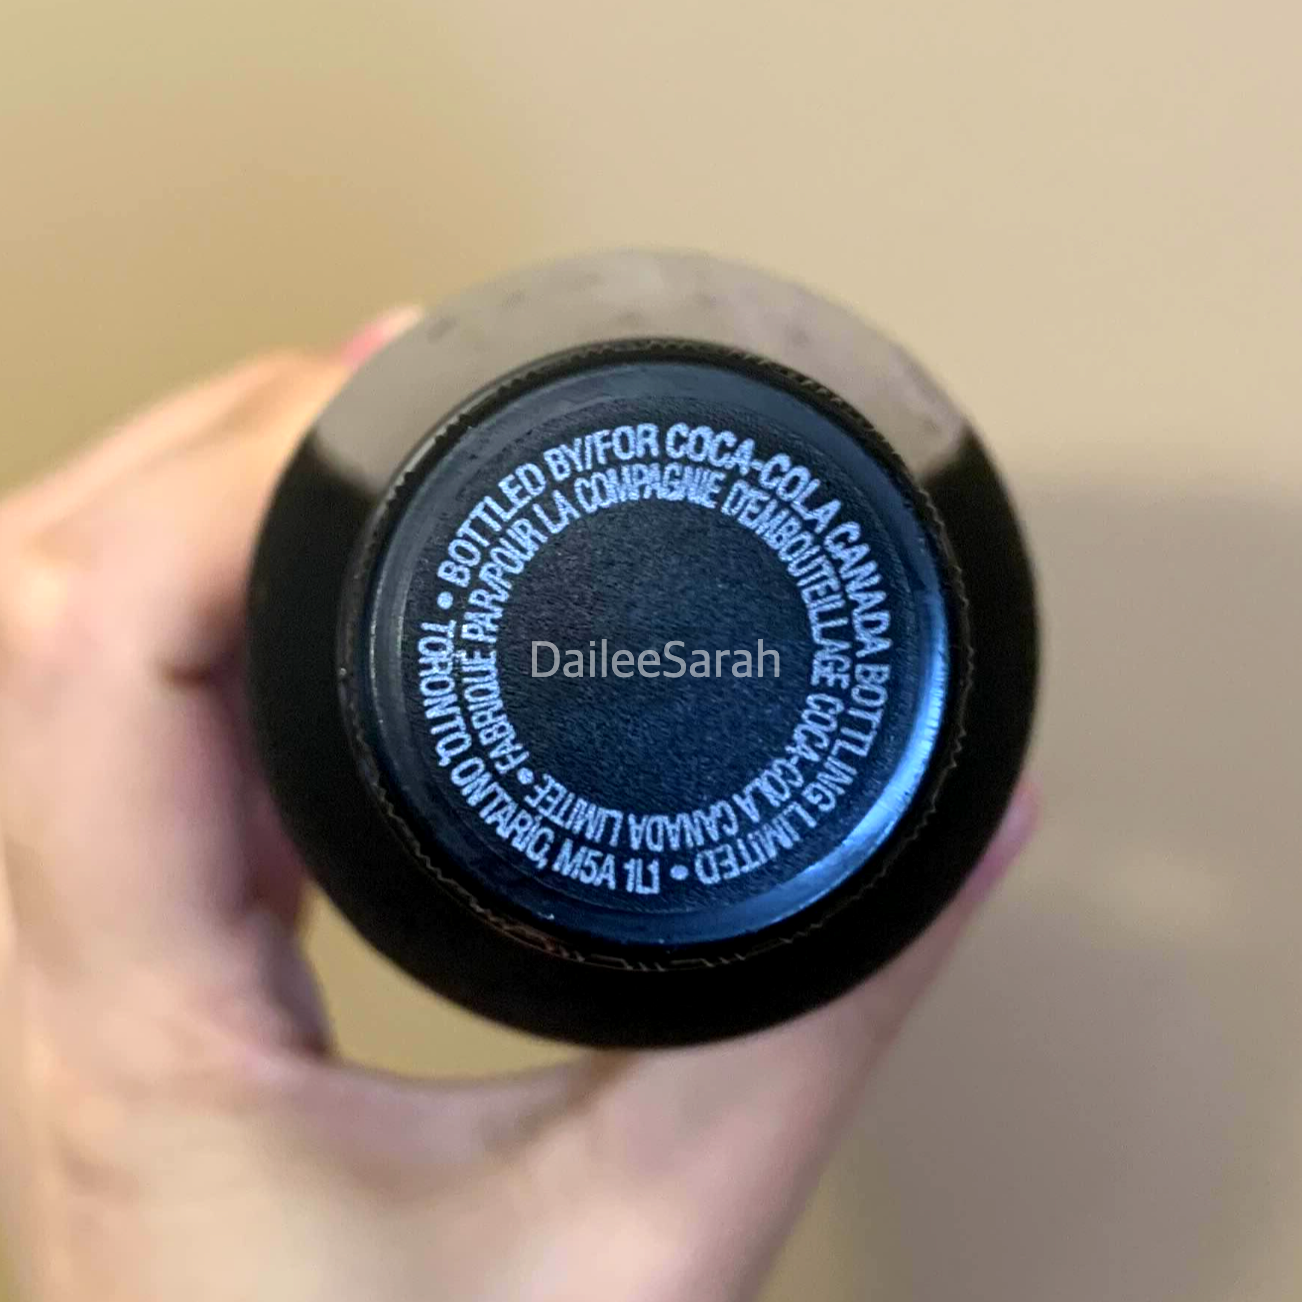 • BOTTLED BY/FOR COCA-COLA CANADA BOTTLING LIMITED • TORONTO, ONTARIO, M5A 1L1
• FABRIQUÉ PAR/POUR LA COMPAGNIE D'EMBOUTEILLAGE COCA-COLA CANADA LIMITÉE
DaileeSarah